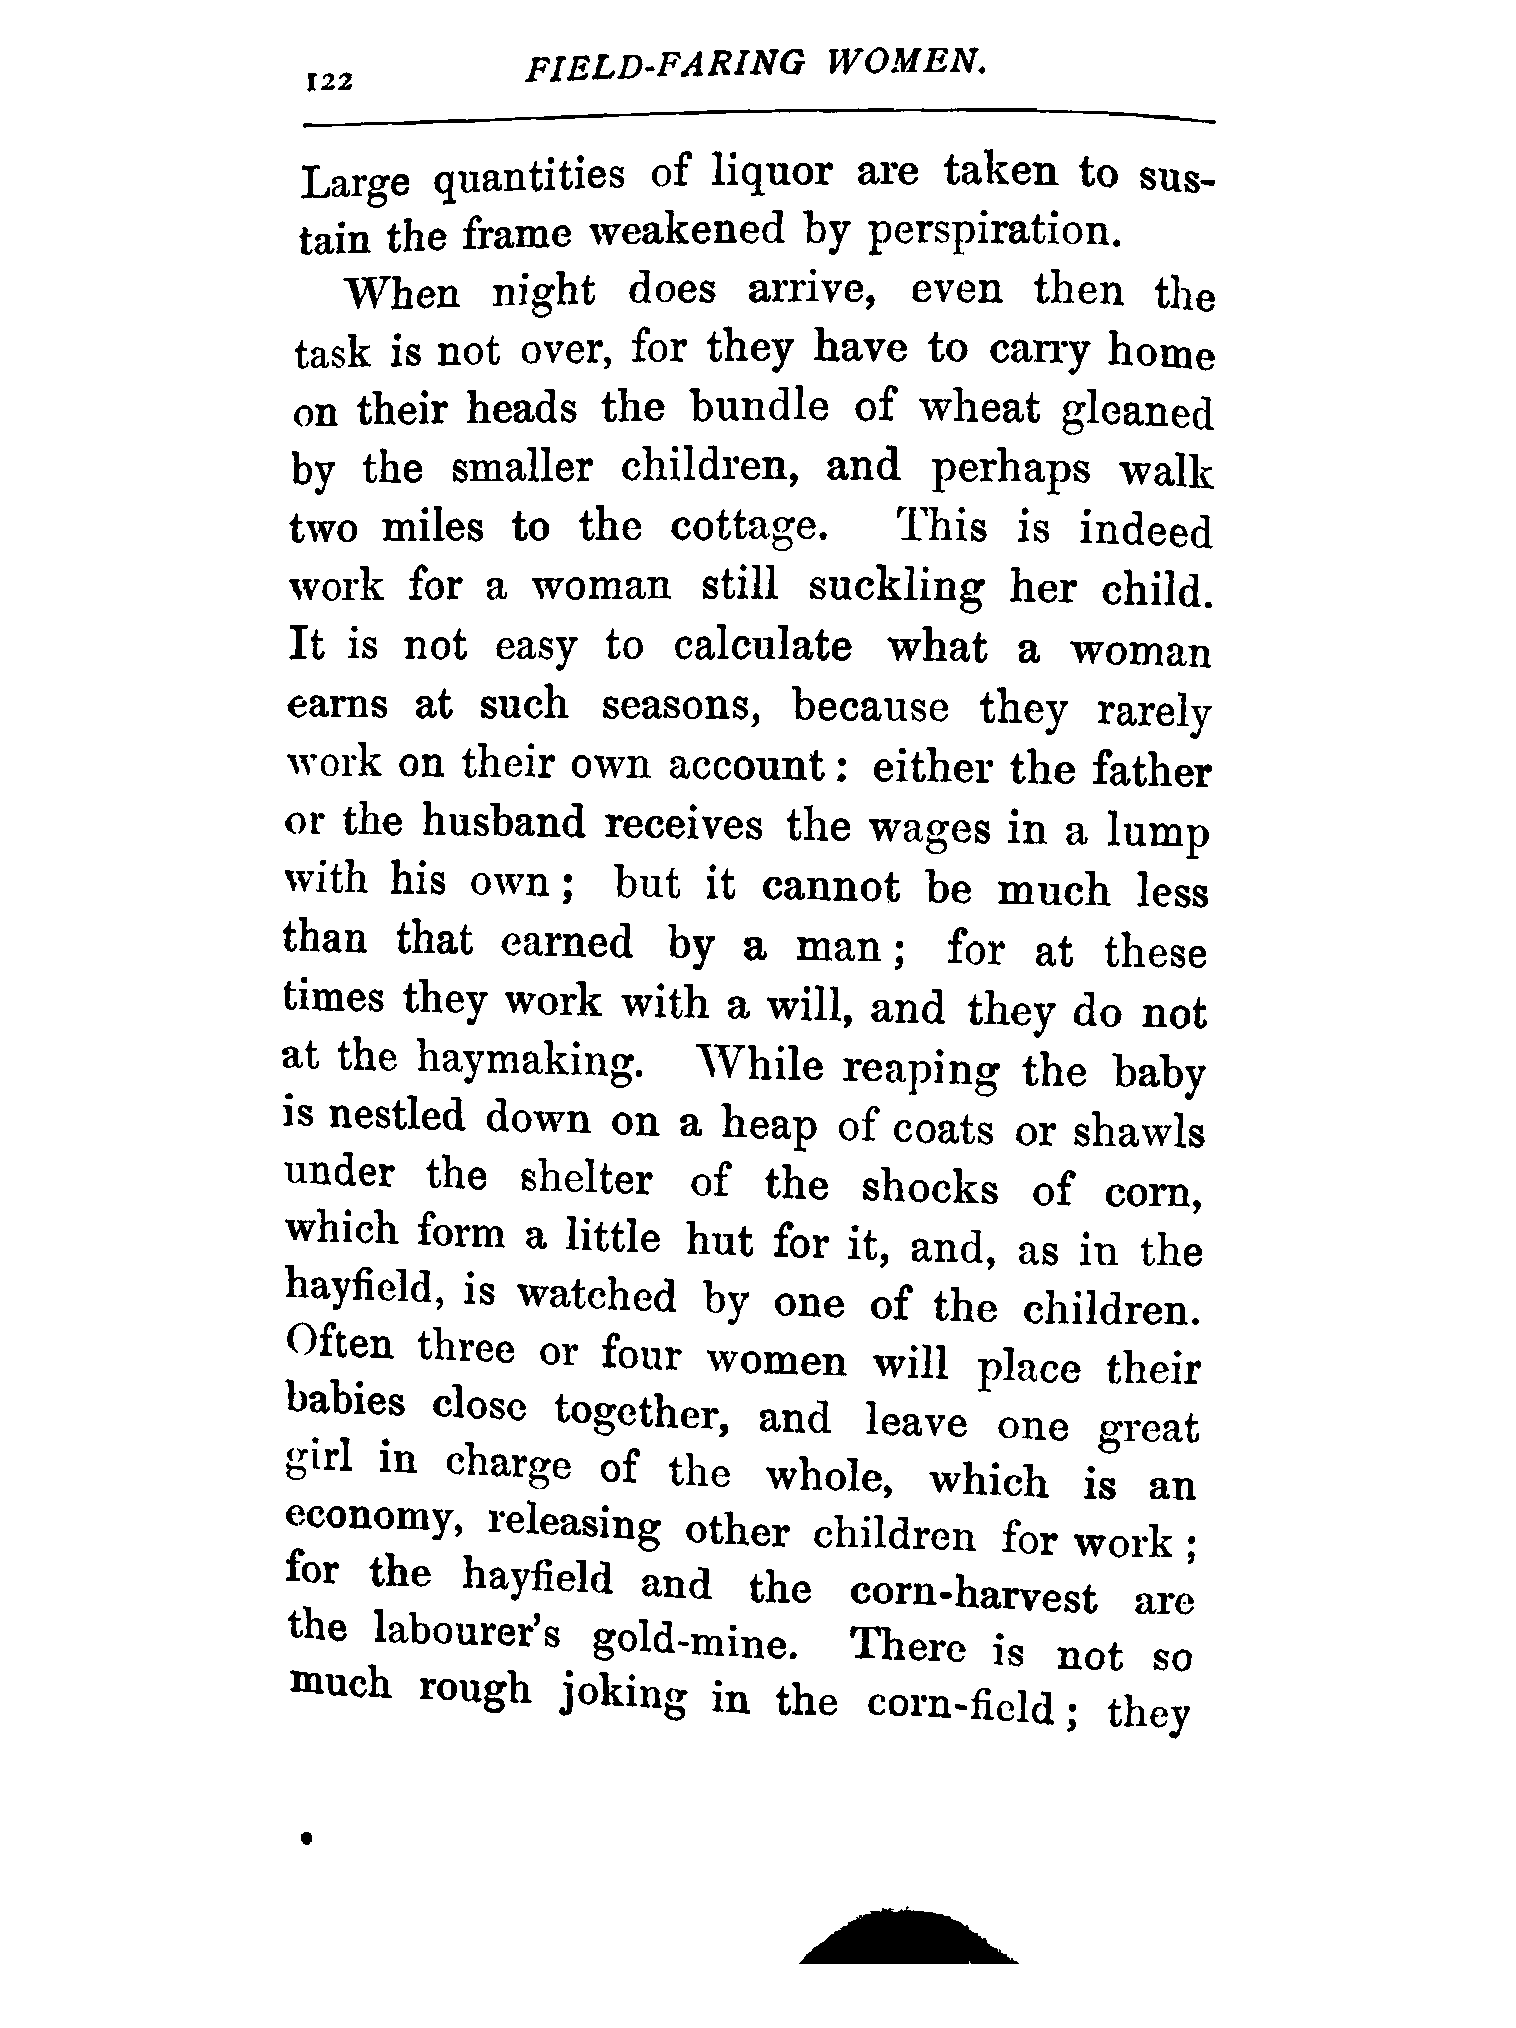 122
FIELD-FARING WOMEN.
Large quantities of liquor are taken to sus-
tain the frame weakened by perspiration.
When night does arrive, even then the
task is not over, for they have to carry home
on their heads the bundle of wheat gleaned
by the smaller children, and perhaps walk
two miles to the cottage. This is indeed
work for a woman still suckling her child.
It is not easy to calculate what a woman
earns at such seasons, because they rarely
work on their own account: either the father
or the husband receives the wages in a lump
with his own; but it cannot be much less
than that earned by a man; for at these
times they work with a will, and they do not
at the haymaking. While reaping the baby
is nestled down on a heap of coats or shawls
under the shelter of the shocks of corn,
which form a little hut for it, and, as in the
hayfield, is watched by one of the children.
Often three or four women will place their
babies close together, and leave one great
girl in charge of the whole, which is an
economy, releasing other children for work;
for the hayfield and the corn-harvest are
the labourer's gold-mine. There is not so
much rough joking in the corn-field; they